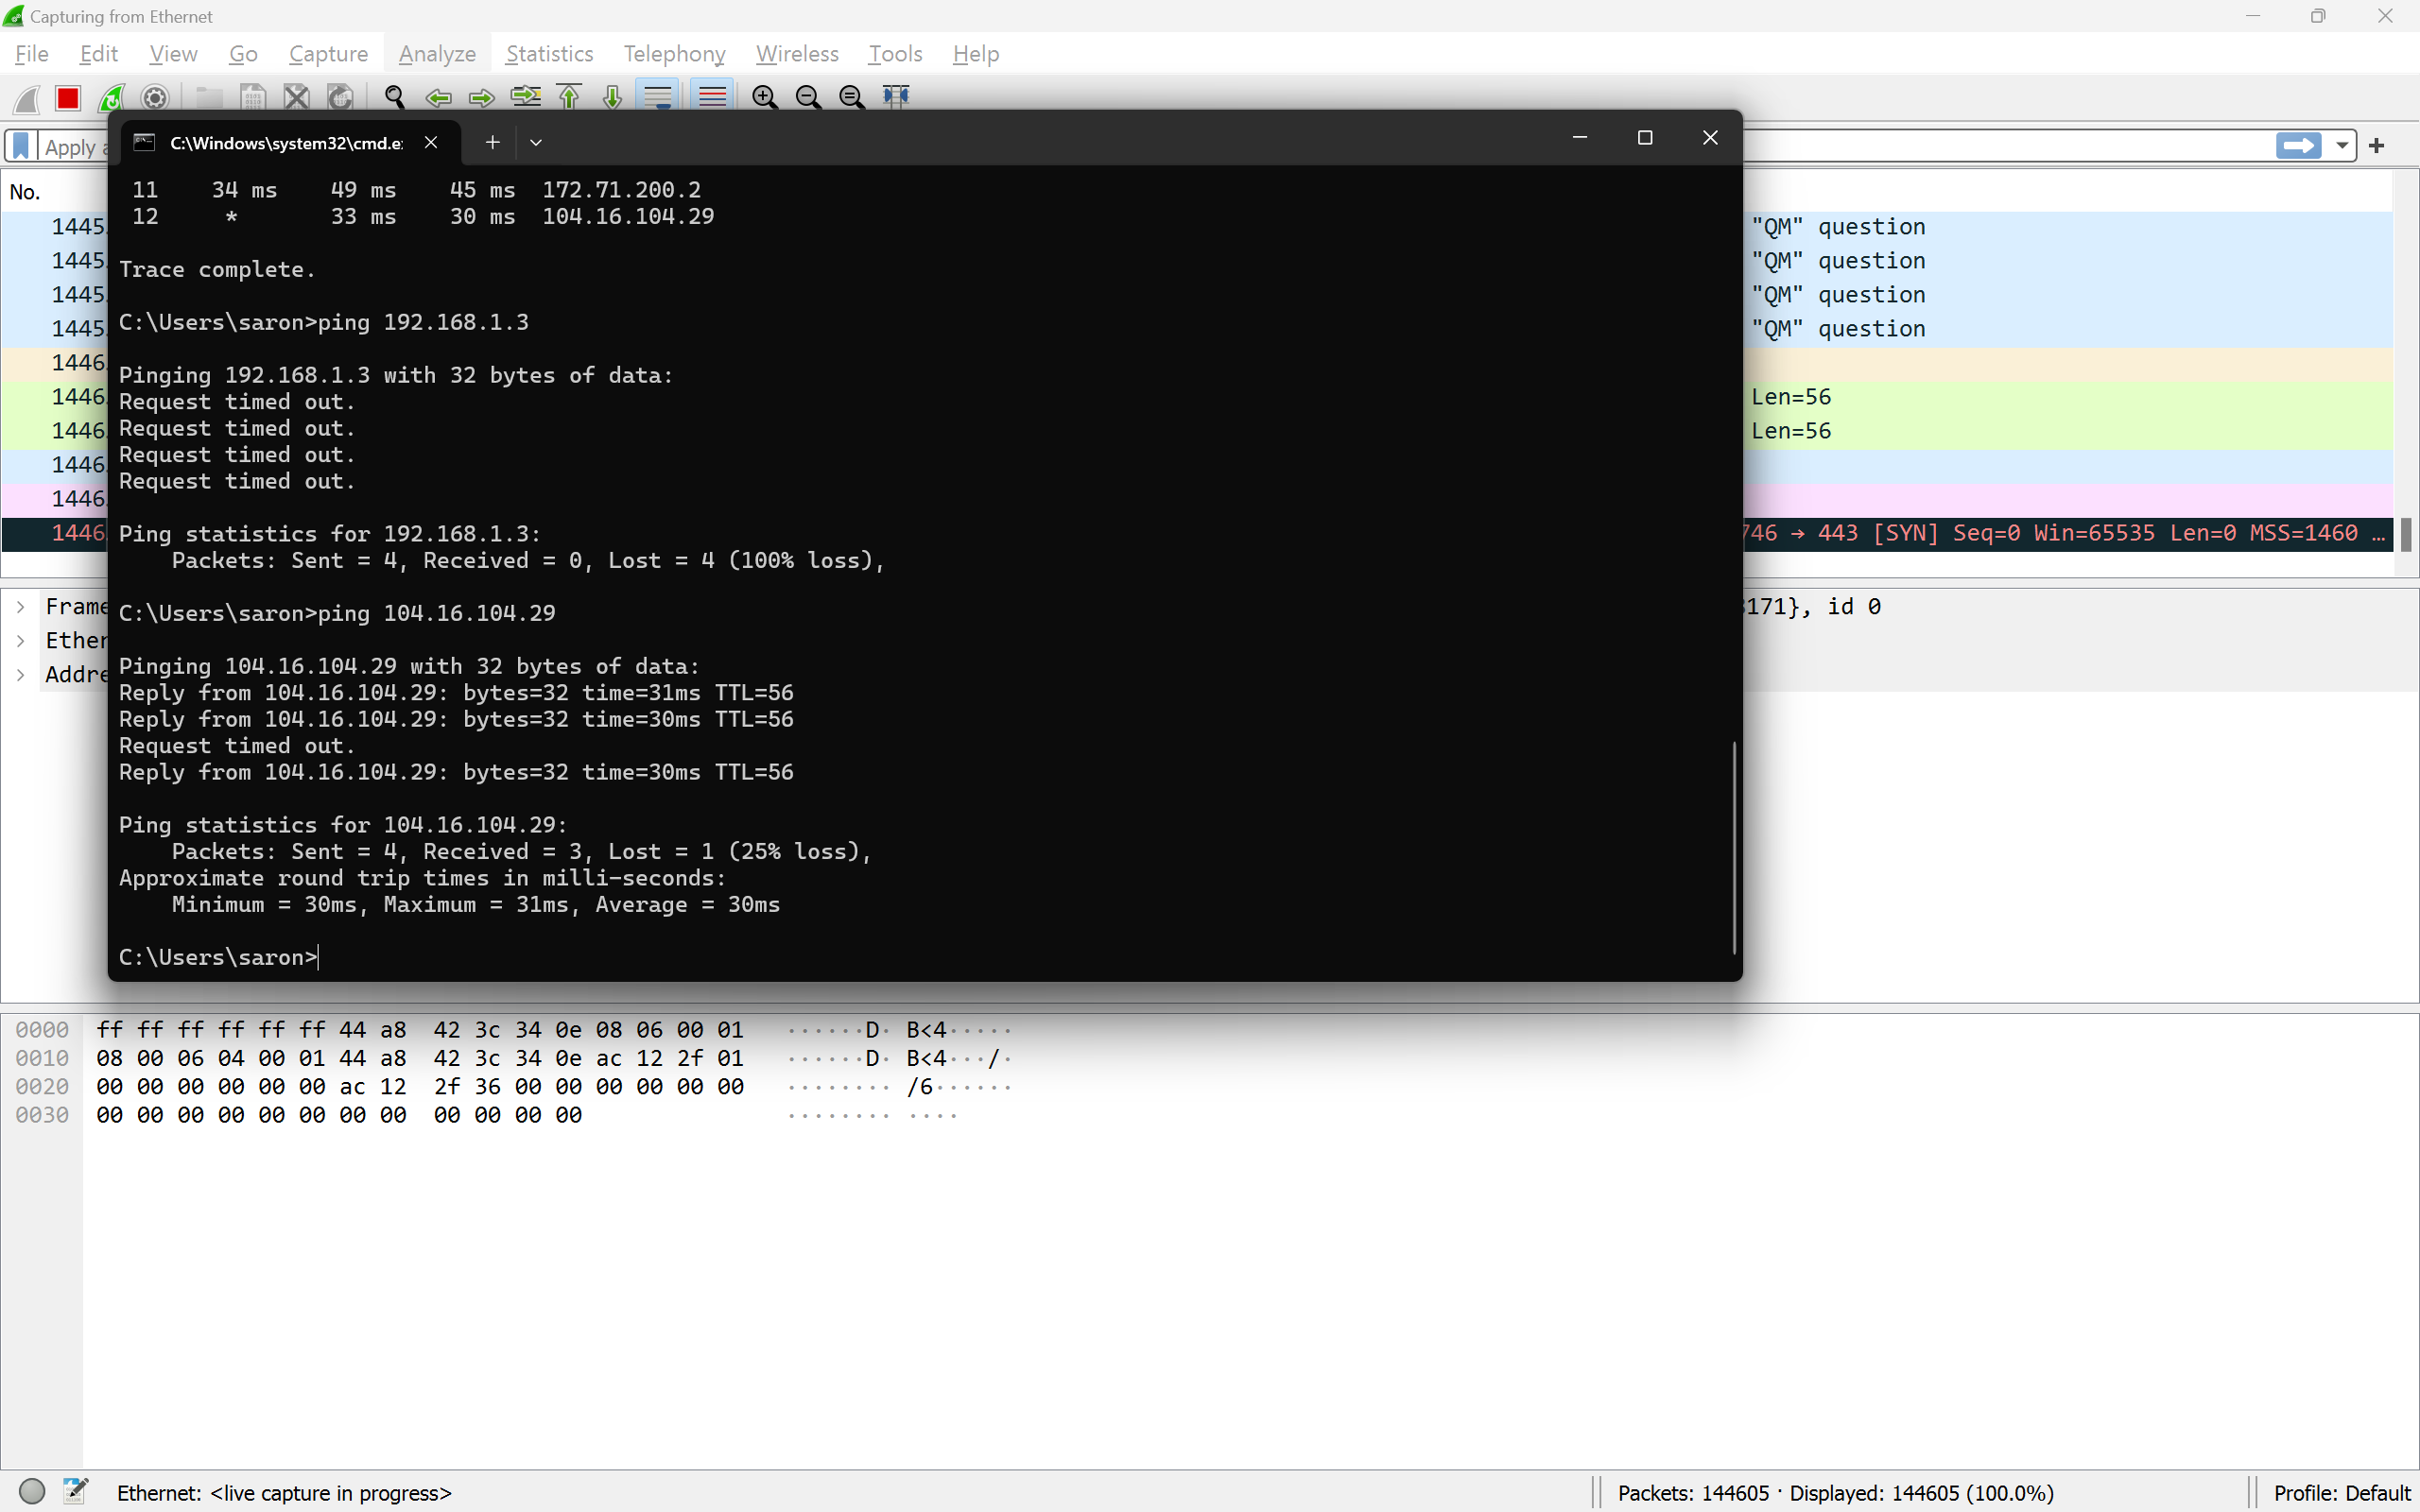 Capturing from Ethernet
File Edit View Go Capture Analyze Statistics Telephony Wireless Tools Help
Apply
C:\Windows\system32\cmd.e
No.
11 34 ms 49 ms 45 ms 172.71.200.2
12 * 33 ms 30 ms 104.16.104.29
Trace complete.
C:\Users\saron>ping 192.168.1.3
Pinging 192.168.1.3 with 32 bytes of data:
Request timed out.
Request timed out.
Request timed out.
Request timed out.
Ping statistics for 192.168.1.3:
Packets: Sent = 4, Received = 0, Lost = 4 (100% loss),
C:\Users\saron>ping 104.16.104.29
Pinging 104.16.104.29 with 32 bytes of data:
Reply from 104.16.104.29: bytes=32 time=31ms TTL=56
Reply from 104.16.104.29: bytes=32 time=30ms TTL=56
Request timed out.
Reply from 104.16.104.29: bytes=32 time=30ms TTL=56
Ping statistics for 104.16.104.29:
Packets: Sent = 4, Received = 3, Lost = 1 (25% loss),
Approximate round trip times in milli-seconds:
Minimum = 30ms, Maximum = 31ms, Average = 30ms
C:\Users\saron>
1445
1445
1445
1445
1446
1446
1446
1446
1446
1446
"QM" question
"QM" question
"QM" question
"QM" question
Len=56
Len=56
746 → 443 [SYN] Seq=0 Win=65535 Len=0 MSS=1460 …
Frame
Ether
Addre
171}, id 0
0000 ff ff ff ff ff ff 44 a8 42 3c 34 0e 08 06 00 01 ······D· B<4·····
0010 08 00 06 04 00 01 44 a8 42 3c 34 0e ac 12 2f 01 ······D· B<4···/·
0020 00 00 00 00 00 00 ac 12 2f 36 00 00 00 00 00 00 ········ /6······
0030 00 00 00 00 00 00 00 00 00 00 00 00 ········ ····
Ethernet: <live capture in progress>
Packets: 144605 · Displayed: 144605 (100.0%)
Profile: Default